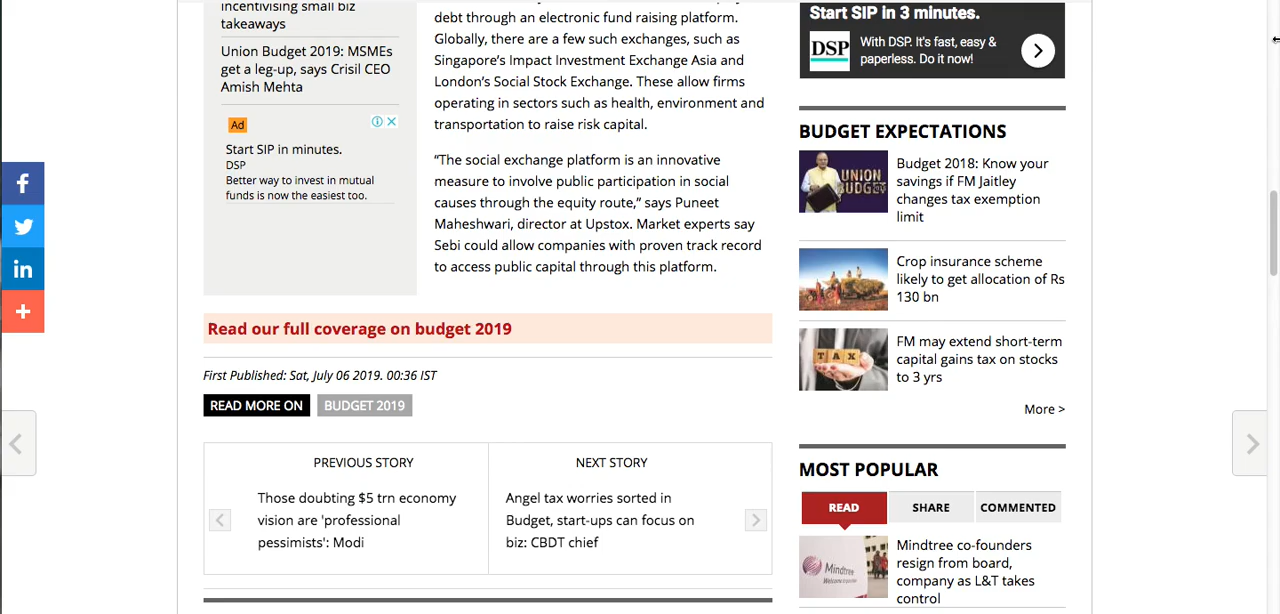 incentivising small biz
takeaways
Union Budget 2019: MSMEs
get a leg-up, says Crisil CEO
Amish Mehta
Ad
Start SIP in minutes.
DSP
Better way to invest in mutual
funds is now the easiest too.
debt through an electronic fund raising platform.
Globally, there are a few such exchanges, such as
Singapore’s Impact Investment Exchange Asia and
London’s Social Stock Exchange. These allow firms
operating in sectors such as health, environment and
transportation to raise risk capital.
“The social exchange platform is an innovative
measure to involve public participation in social
causes through the equity route,” says Puneet
Maheshwari, director at Upstox. Market experts say
Sebi could allow companies with proven track record
to access public capital through this platform.
Read our full coverage on budget 2019
First Published: Sat, July 06 2019. 00:36 IST
READ MORE ON
BUDGET 2019
PREVIOUS STORY
Those doubting $5 trn economy
vision are 'professional
pessimists': Modi
NEXT STORY
Angel tax worries sorted in
Budget, start-ups can focus on
biz: CBDT chief
Start SIP in 3 minutes.
DSP
With DSP. It's fast, easy &
paperless. Do it now!
BUDGET EXPECTATIONS
UNION
BUDGET
Budget 2018: Know your
savings if FM Jaitley
changes tax exemption
limit
Crop insurance scheme
likely to get allocation of Rs
130 bn
TAX
FM may extend short-term
capital gains tax on stocks
to 3 yrs
More >
MOST POPULAR
READ
SHARE
COMMENTED
Mindtree
Welcome to possible
Mindtree co-founders
resign from board,
company as L&T takes
control